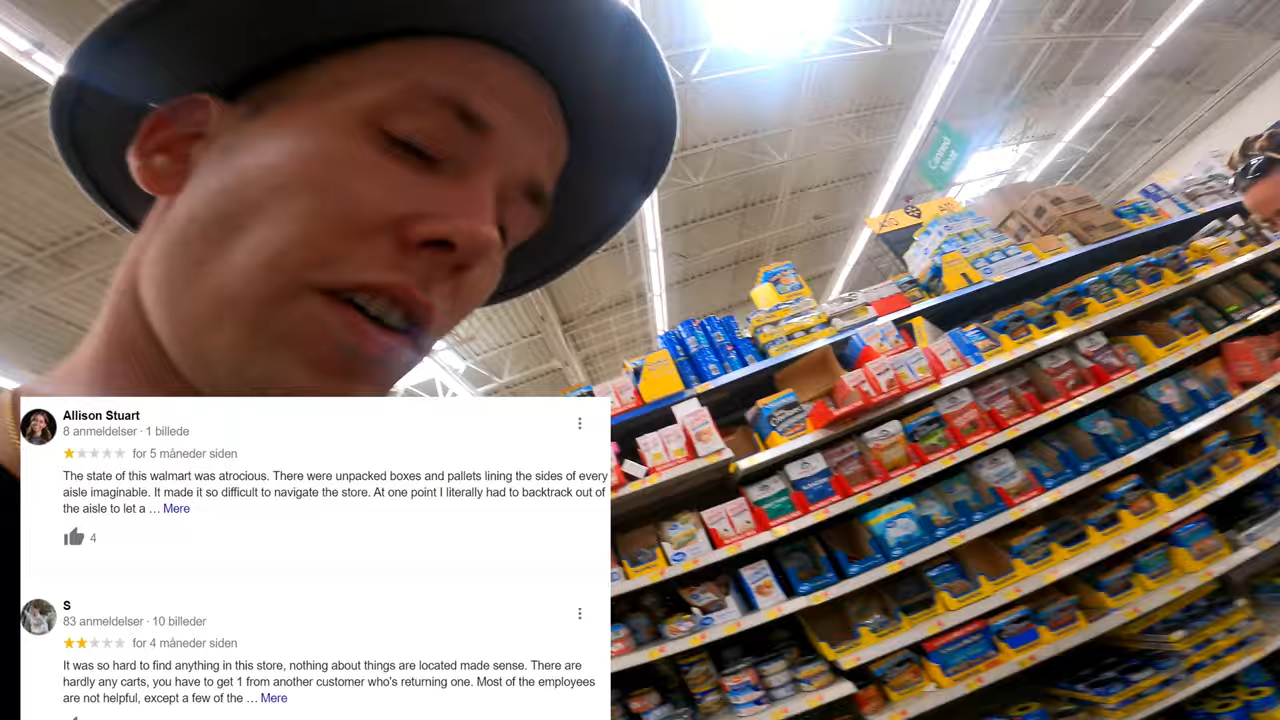 Canned
Meat
Allison Stuart
8 anmeldelser · 1 billede
for 5 måneder siden
The state of this walmart was atrocious. There were unpacked boxes and pallets lining the sides of every
aisle imaginable. It made it so difficult to navigate the store. At one point I literally had to backtrack out of
the aisle to let a … Mere
4
S
83 anmeldelser · 10 billeder
for 4 måneder siden
It was so hard to find anything in this store, nothing about things are located made sense. There are
hardly any carts, you have to get 1 from another customer who's returning one. Most of the employees
are not helpful, except a few of the … Mere